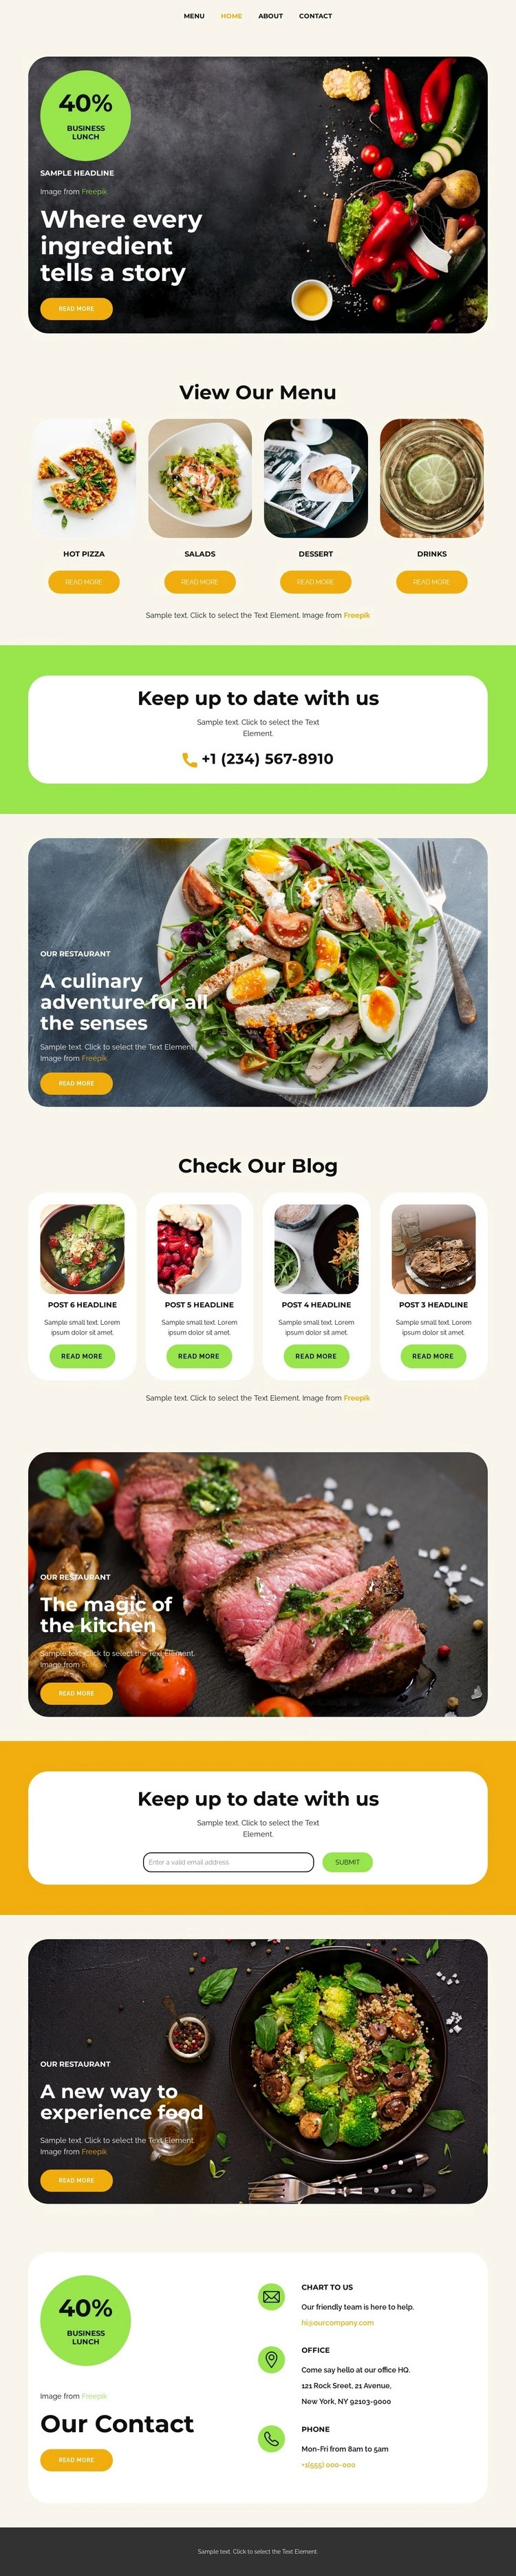 MENU HOME ABOUT CONTACT
40%
BUSINESS
LUNCH
SAMPLE HEADLINE
Image from Freepik
Where every
ingredient
tells a story
READ MORE
View Our Menu
HOT PIZZA
READ MORE
SALADS
READ MORE
DESSERT
READ MORE
DRINKS
READ MORE
Sample text. Click to select the Text Element. Image from Freepik
Keep up to date with us
Sample text. Click to select the Text
Element.
+1 (234) 567-8910
OUR RESTAURANT
A culinary
adventure for all
the senses
Sample text. Click to select the Text Element.
Image from Freepik
READ MORE
Check Our Blog
POST 6 HEADLINE
Sample small text. Lorem
ipsum dolor sit amet.
READ MORE
POST 5 HEADLINE
Sample small text. Lorem
ipsum dolor sit amet.
READ MORE
POST 4 HEADLINE
Sample small text. Lorem
ipsum dolor sit amet.
READ MORE
POST 3 HEADLINE
Sample small text. Lorem
ipsum dolor sit amet.
READ MORE
Sample text. Click to select the Text Element. Image from Freepik
OUR RESTAURANT
The magic of
the kitchen
Sample text. Click to select the Text Element.
Image from Freepik
READ MORE
Keep up to date with us
Sample text. Click to select the Text
Element.
Enter a valid email address
SUBMIT
OUR RESTAURANT
A new way to
experience food
Sample text. Click to select the Text Element.
Image from Freepik
READ MORE
40%
BUSINESS
LUNCH
Image from Freepik
Our Contact
READ MORE
CHART TO US
Our friendly team is here to help.
hi@ourcompany.com
OFFICE
Come say hello at our office HQ.
121 Rock Sreet, 21 Avenue,
New York, NY 92103-9000
PHONE
Mon-Fri from 8am to 5am
+1(555) 000-000
Sample text. Click to select the Text Element.